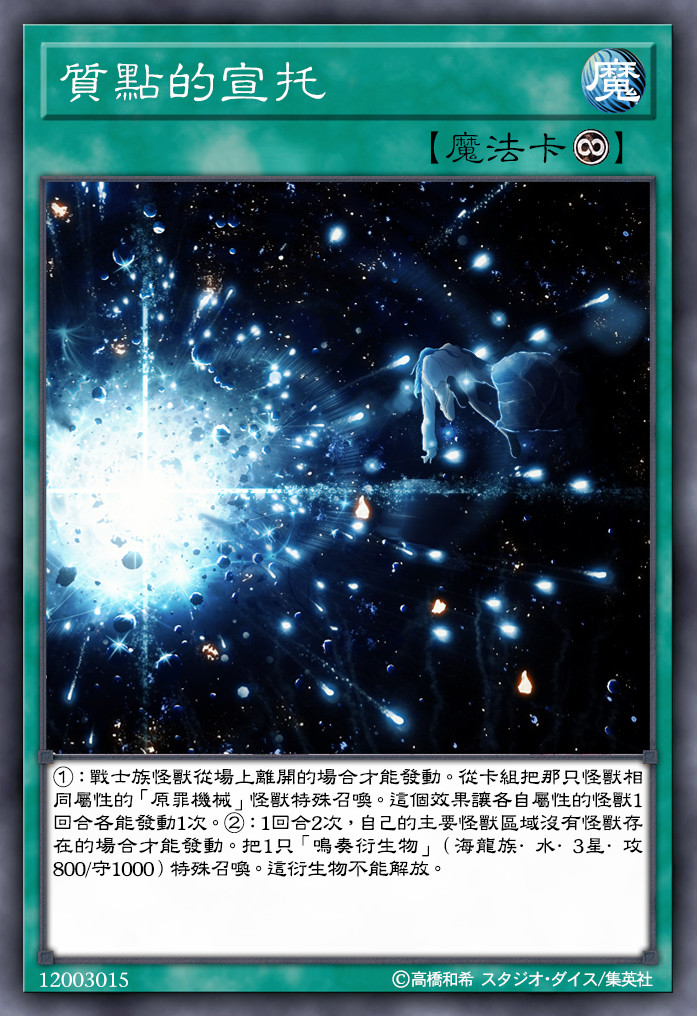 質點的宣托
魔
【魔法卡♾】
①：戰士族怪獸從場上離開的場合才能發動。從卡組把那只怪獸相
同屬性的「原罪機械」怪獸特殊召喚。這個效果讓各自屬性的怪獸1
回合各能發動1次。②：1回合2次，自己的主要怪獸區域沒有怪獸存
在的場合才能發動。把1只「鳴奏衍生物」（海龍族‧水‧3星‧攻
800/守1000）特殊召喚。這衍生物不能解放。
12003015
©高橋和希 スタジオ・ダイス/集英社